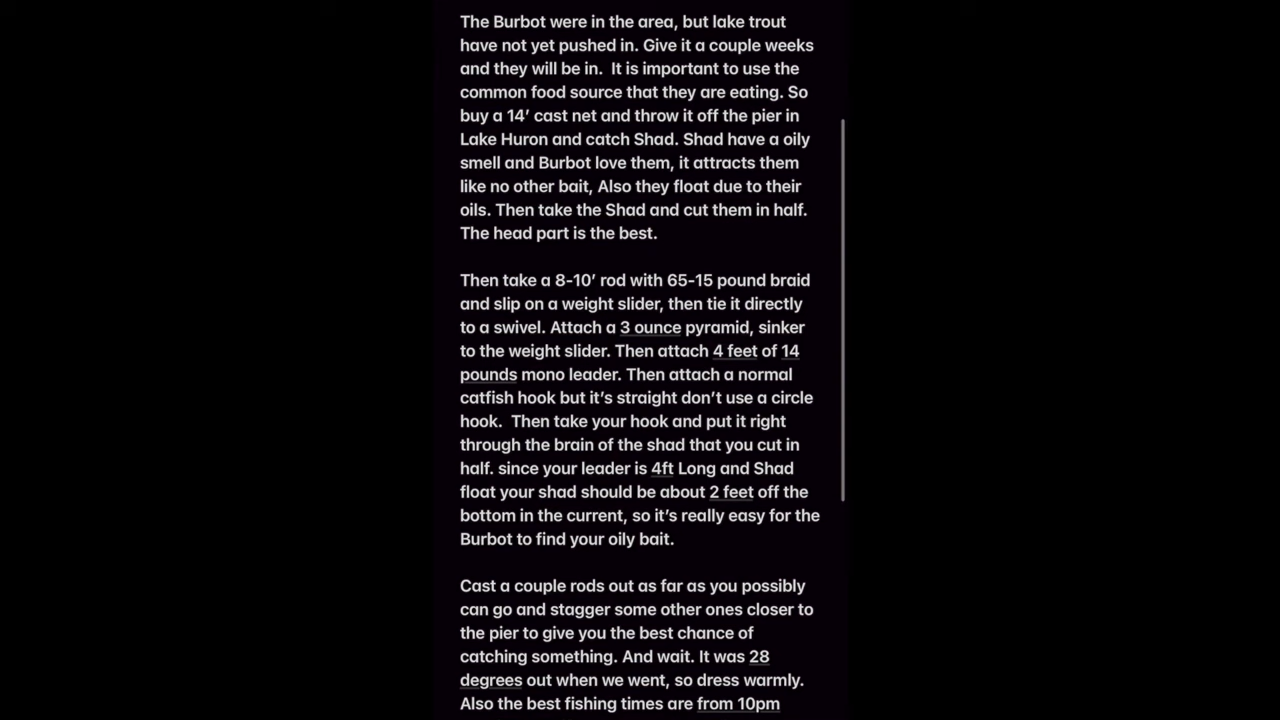 The Burbot were in the area, but lake trout
have not yet pushed in. Give it a couple weeks
and they will be in.  It is important to use the
common food source that they are eating. So
buy a 14’ cast net and throw it off the pier in
Lake Huron and catch Shad. Shad have a oily
smell and Burbot love them, it attracts them
like no other bait, Also they float due to their
oils. Then take the Shad and cut them in half.
The head part is the best.
Then take a 8-10’ rod with 65-15 pound braid
and slip on a weight slider, then tie it directly
to a swivel. Attach a 3 ounce pyramid, sinker
to the weight slider. Then attach 4 feet of 14
pounds mono leader. Then attach a normal
catfish hook but it’s straight don’t use a circle
hook.  Then take your hook and put it right
through the brain of the shad that you cut in
half. since your leader is 4ft Long and Shad
float your shad should be about 2 feet off the
bottom in the current, so it’s really easy for the
Burbot to find your oily bait.
Cast a couple rods out as far as you possibly
can go and stagger some other ones closer to
the pier to give you the best chance of
catching something. And wait. It was 28
degrees out when we went, so dress warmly.
Also the best fishing times are from 10pm